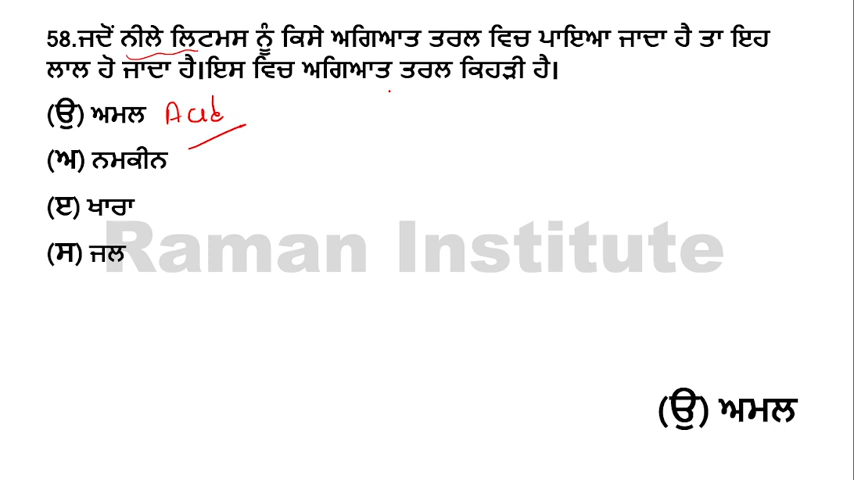 58.ਜਦੋਂ ਨੀਲੇ ਲਿਟਮਸ ਨੂੰ ਕਿਸੇ ਅਗਿਆਤ ਤਰਲ ਵਿਚ ਪਾਇਆ ਜਾਦਾ ਹੈ ਤਾ ਇਹ
ਲਾਲ ਹੋ ਜਾਂਦਾ ਹੈ।ਇਸ ਵਿਚ ਅਗਿਆਤ ਤਰਲ ਕਿਹੜੀ ਹੈ।
(ਉ) ਅਮਲ Acid
(ਅ) ਨਮਕੀਨ
(ੲ) ਖਾਰਾ
(ਸ) ਜਲ
Raman Institute
(ਉ) ਅਮਲ